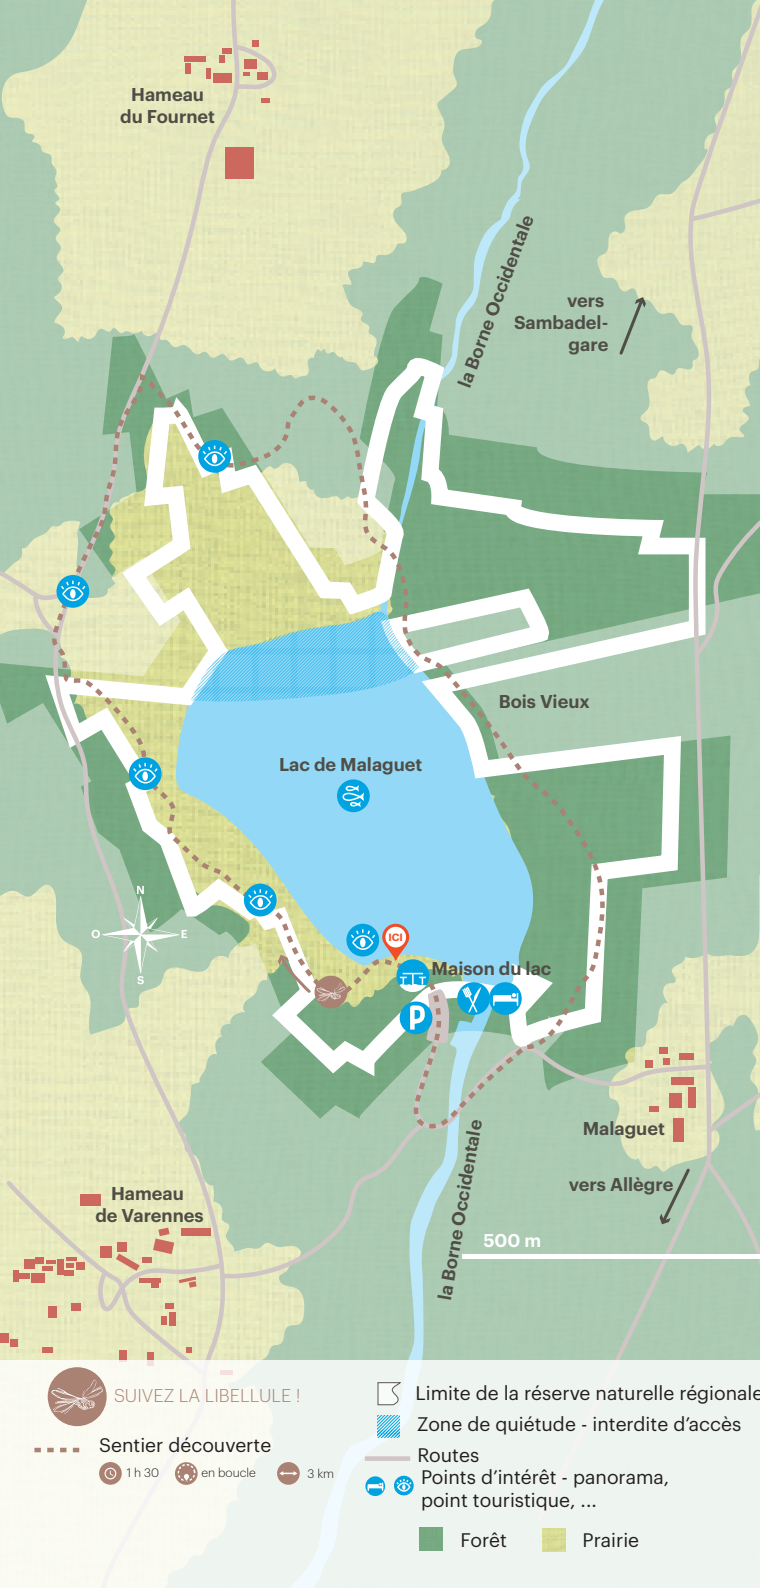 Hameau
du Fournet
la Borne Occidentale
vers
Sambadel-
gare
Bois Vieux
Lac de Malaguet
N
O
E
S
ICI
Maison du lac
P
Malaguet
vers Allègre
la Borne Occidentale
Hameau
de Varennes
500 m
SUIVEZ LA LIBELLULE !
Sentier découverte
1 h 30
en boucle
3 km
Limite de la réserve naturelle régionale
Zone de quiétude - interdite d’accès
Routes
Points d’intérêt - panorama,
point touristique, ...
Forêt
Prairie